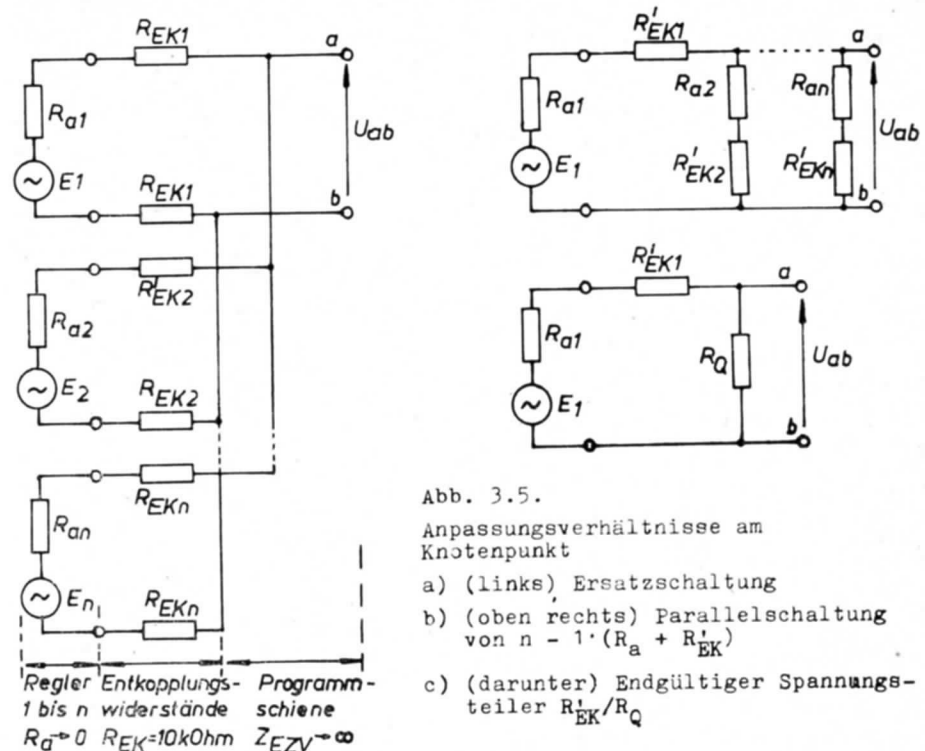 R_EK1
a
R_a1
U_ab
E1
R_EK1
b
R'_EK2
R_a2
E_2
R_EK2
R_EKn
R_an
E_n
R_EKn
Regler Entkopplungs- Programm-
1 bis n widerstände schiene
R_a→0 R_EK=10kOhm Z_EZV→∞
R'_EK1
a
R_a1
R_a2
R_an
U_ab
E_1
R'_EK2
R'_EKn
b
R'_EK1
a
R_a1
R_Q
U_ab
E_1
b
Abb. 3.5.
Anpassungsverhältnisse am
Knotenpunkt
a) (links) Ersatzschaltung
b) (oben rechts) Parallelschaltung
von n - 1·(R_a + R'_EK)
c) (darunter) Endgültiger Spannungs-
teiler R'_EK/R_Q